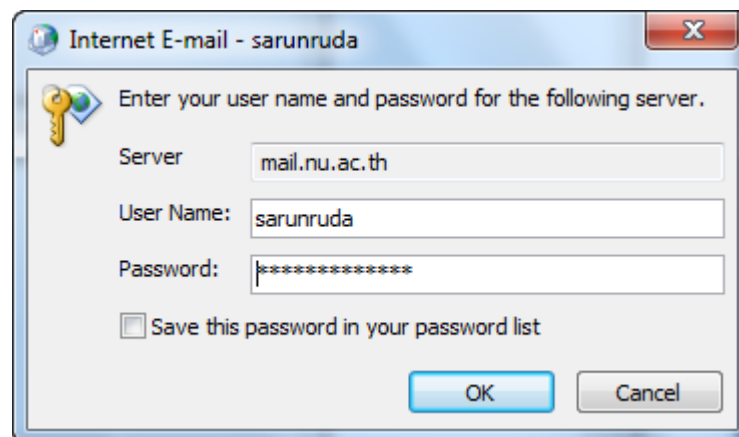 Internet E-mail - sarunruda
Enter your user name and password for the following server.
Server mail.nu.ac.th
User Name: sarunruda
Password: *************
Save this password in your password list
OK Cancel